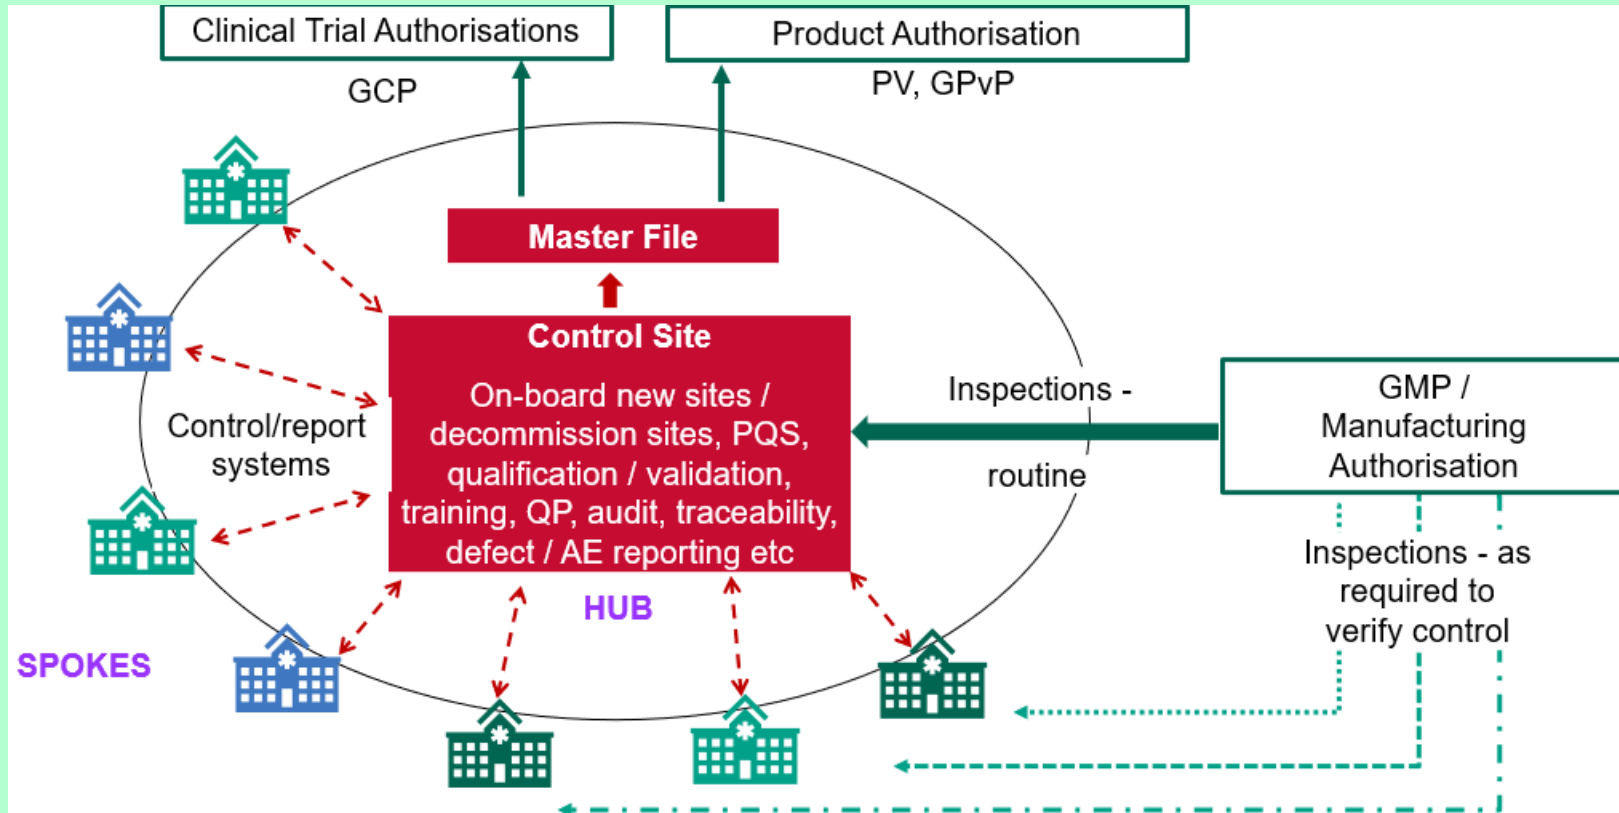 Clinical Trial Authorisations
Product Authorisation
GCP
PV, GPvP
Master File
Control Site
On-board new sites /
decommission sites, PQS,
qualification / validation,
training, QP, audit, traceability,
defect / AE reporting etc
HUB
Control/report
systems
SPOKES
Inspections -
routine
GMP /
Manufacturing
Authorisation
Inspections - as
required to
verify control